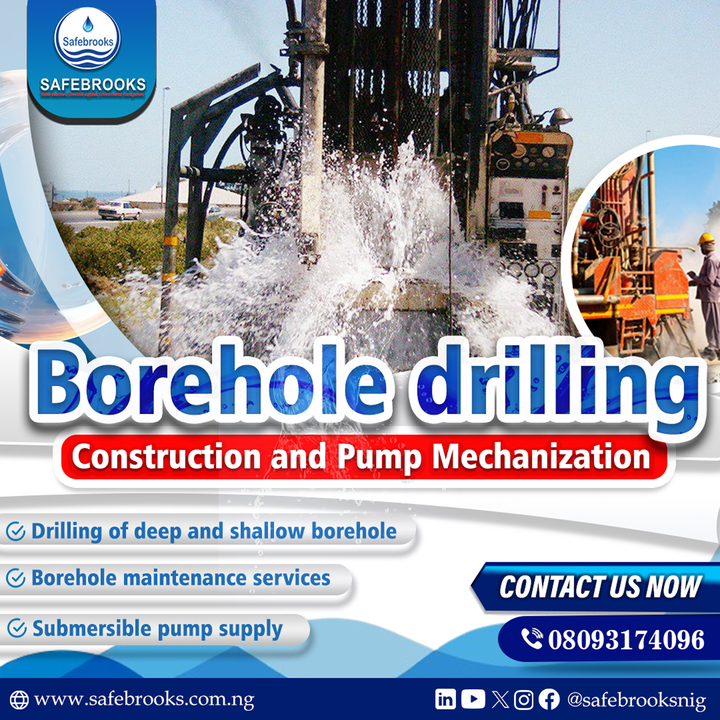 Safebrooks
SAFEBROOKS
Borehole drilling
Construction and Pump Mechanization
Drilling of deep and shallow borehole
Borehole maintenance services
Submersible pump supply
CONTACT US NOW
08093174096
www.safebrooks.com.ng
@safebrooksnig